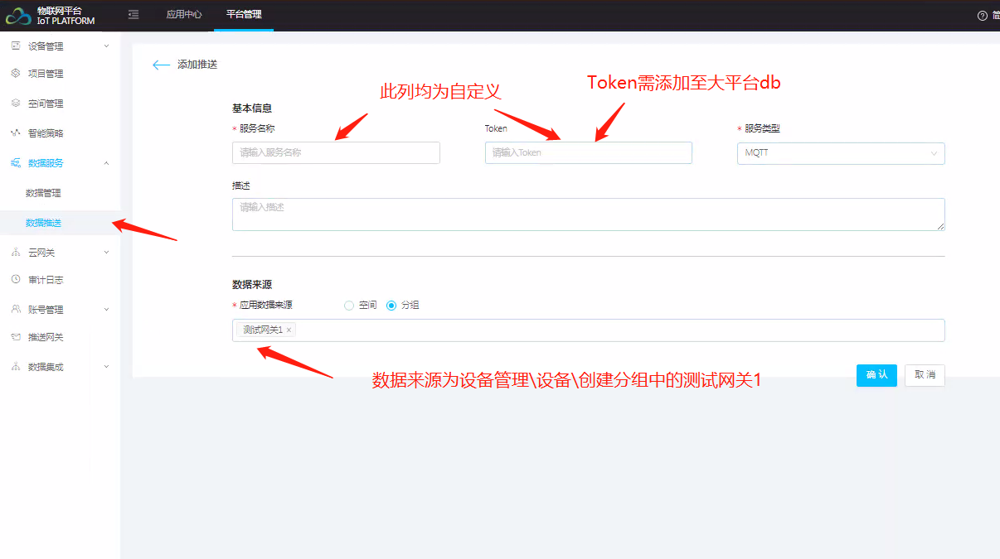 物联网平台
IoT PLATFORM
应用中心
平台管理
简
设备管理
项目管理
空间管理
智能策略
数据服务
数据管理
数据推送
云网关
审计日志
账号管理
推送网关
数据集成
添加推送
此列均为自定义
Token需添加至大平台db
基本信息
* 服务名称
Token
* 服务类型
请输入服务名称
请输入Token
MQTT
描述
请输入描述
数据来源
* 应用数据来源
空间
分组
测试网关1 ×
数据来源为设备管理\设备\创建分组中的测试网关1
确 认
取 消